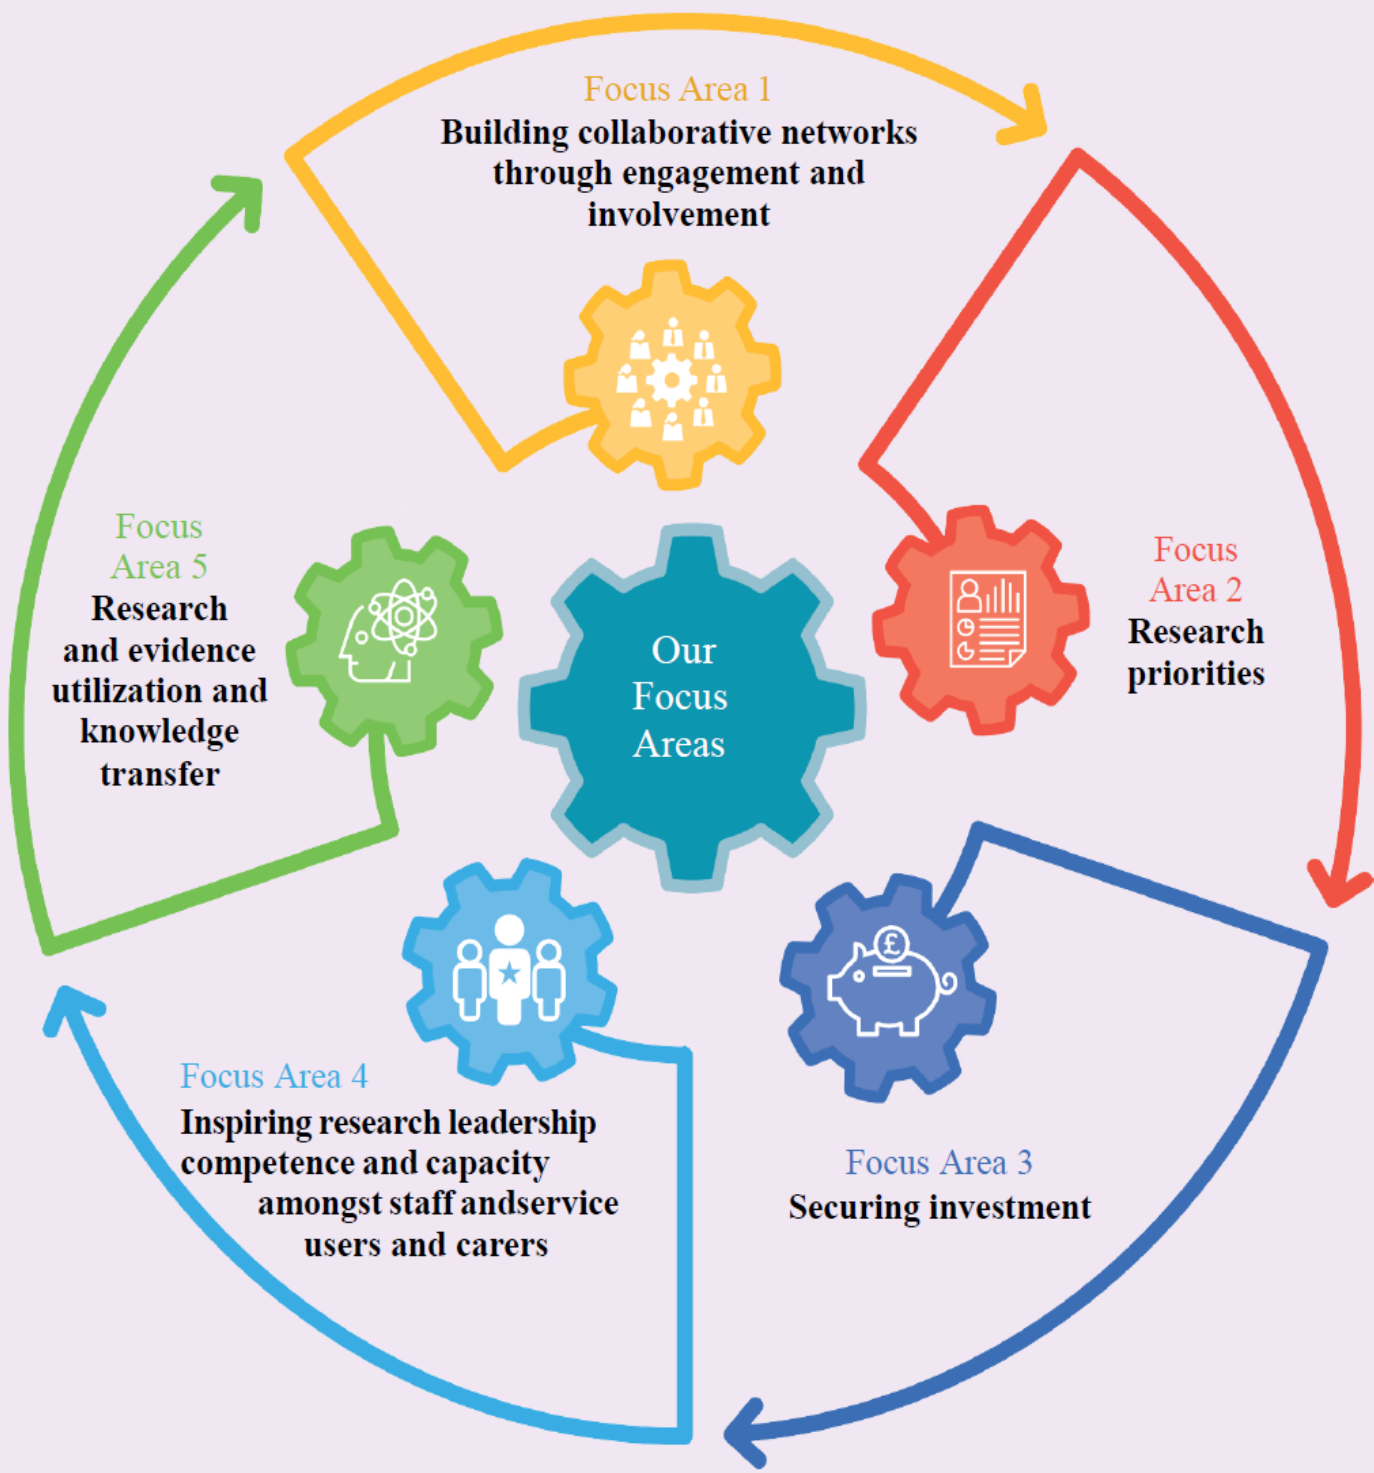 Focus Area 1
Building collaborative networks
through engagement and
involvement
Focus
Area 2
Research
priorities
Focus Area 3
Securing investment
Focus Area 4
Inspiring research leadership
competence and capacity
amongst staff andservice
users and carers
Focus
Area 5
Research
and evidence
utilization and
knowledge
transfer
Our
Focus
Areas
£